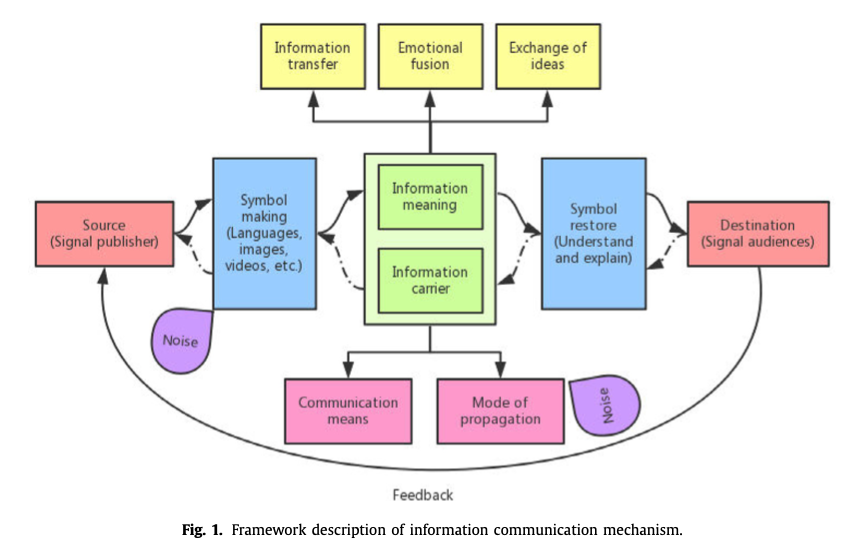 Information
transfer
Emotional
fusion
Exchange of
ideas
Source
(Signal publisher)
Symbol
making
(Languages,
images,
videos, etc.)
Information
meaning
Information
carrier
Symbol
restore
(Understand
and explain)
Destination
(Signal audiences)
Noise
Communication
means
Mode of
propagation
Noise
Feedback
Fig. 1. Framework description of information communication mechanism.